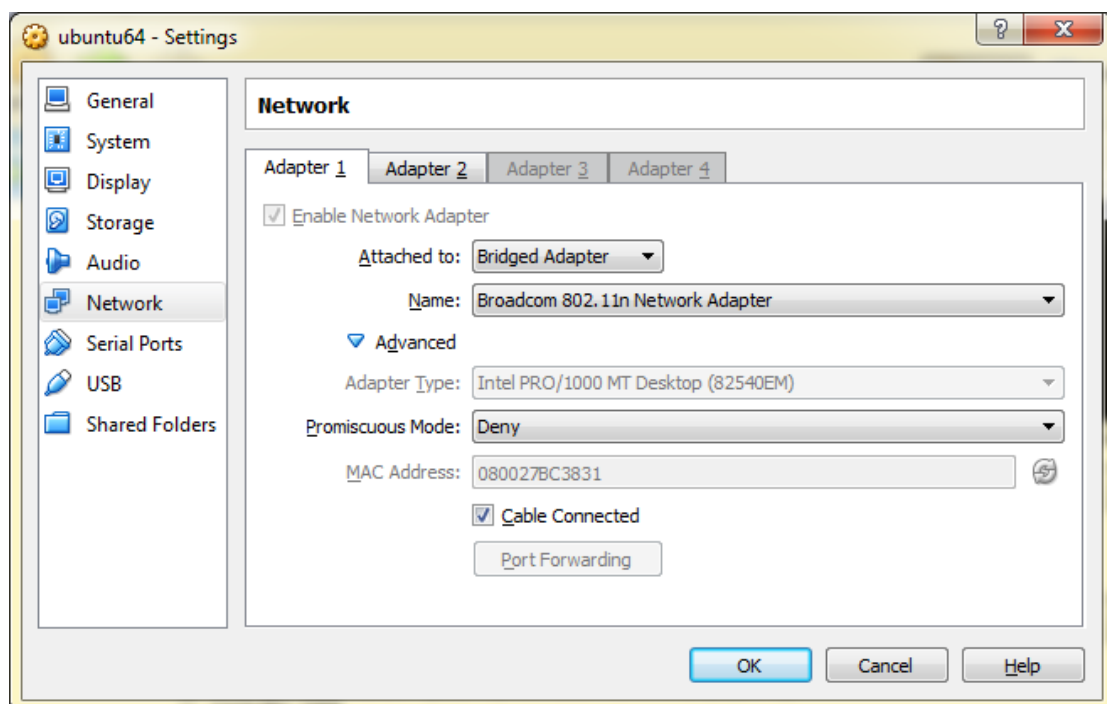 ubuntu64 - Settings
General
System
Display
Storage
Audio
Network
Serial Ports
USB
Shared Folders
Network
Adapter 1 Adapter 2 Adapter 3 Adapter 4
Enable Network Adapter
Attached to: Bridged Adapter
Name: Broadcom 802.11n Network Adapter
Advanced
Adapter Type: Intel PRO/1000 MT Desktop (82540EM)
Promiscuous Mode: Deny
MAC Address: 080027BC3831
Cable Connected
Port Forwarding
OK Cancel Help